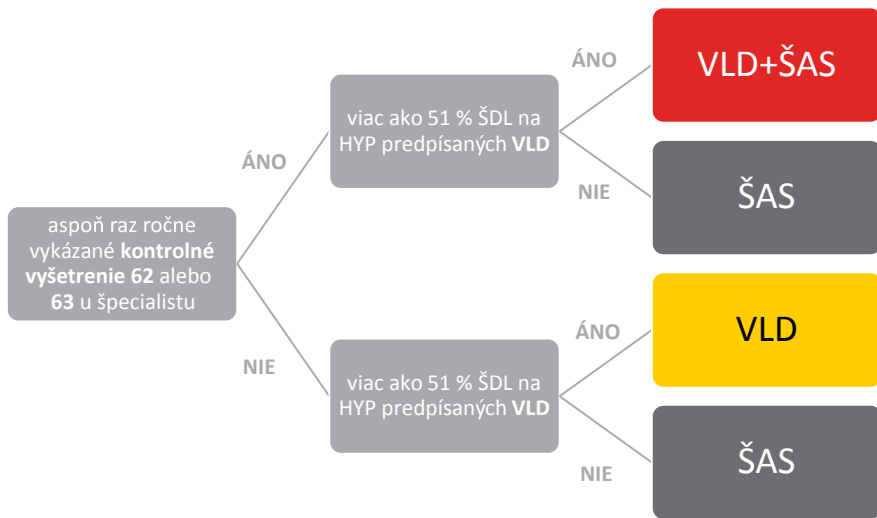 aspoň raz ročne
vykázané kontrolné
vyšetrenie 62 alebo
63 u špecialistu
ÁNO
viac ako 51 % ŠDL na
HYP predpísaných VLD
ÁNO
VLD+ŠAS
NIE
ŠAS
NIE
viac ako 51 % ŠDL na
HYP predpísaných VLD
ÁNO
VLD
NIE
ŠAS